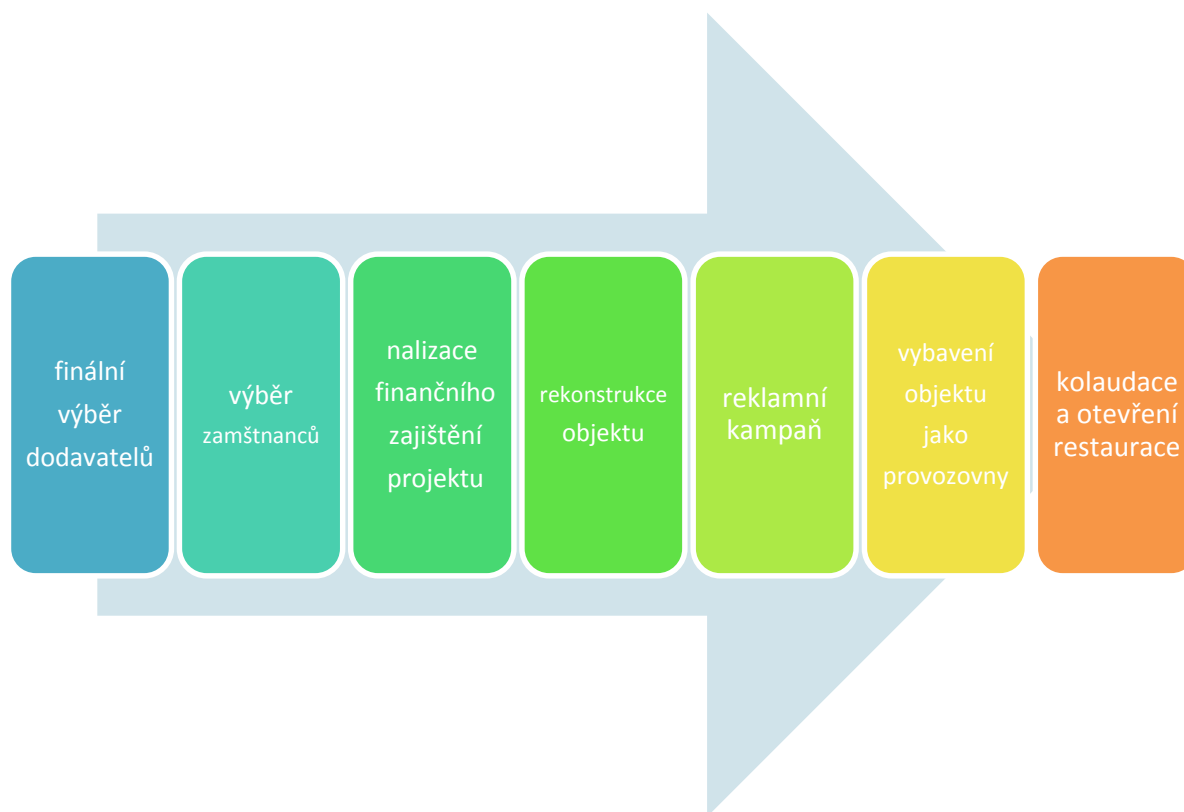 finální
výběr
dodavatelů
výběr
zamštnanců
nalizace
finančního
zajištění
projektu
rekonstrukce
objektu
reklamní
kampaň
vybavení
objektu
jako
provozovny
kolaudace
a otevření
restaurace